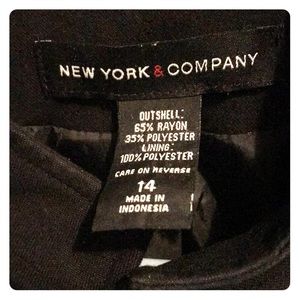 NEW YORK & COMPANY
OUTSHELL:
65% RAYON
35% POLYESTER
LINING:
100% POLYESTER
CARE ON REVERSE
14
MADE IN
INDONESIA